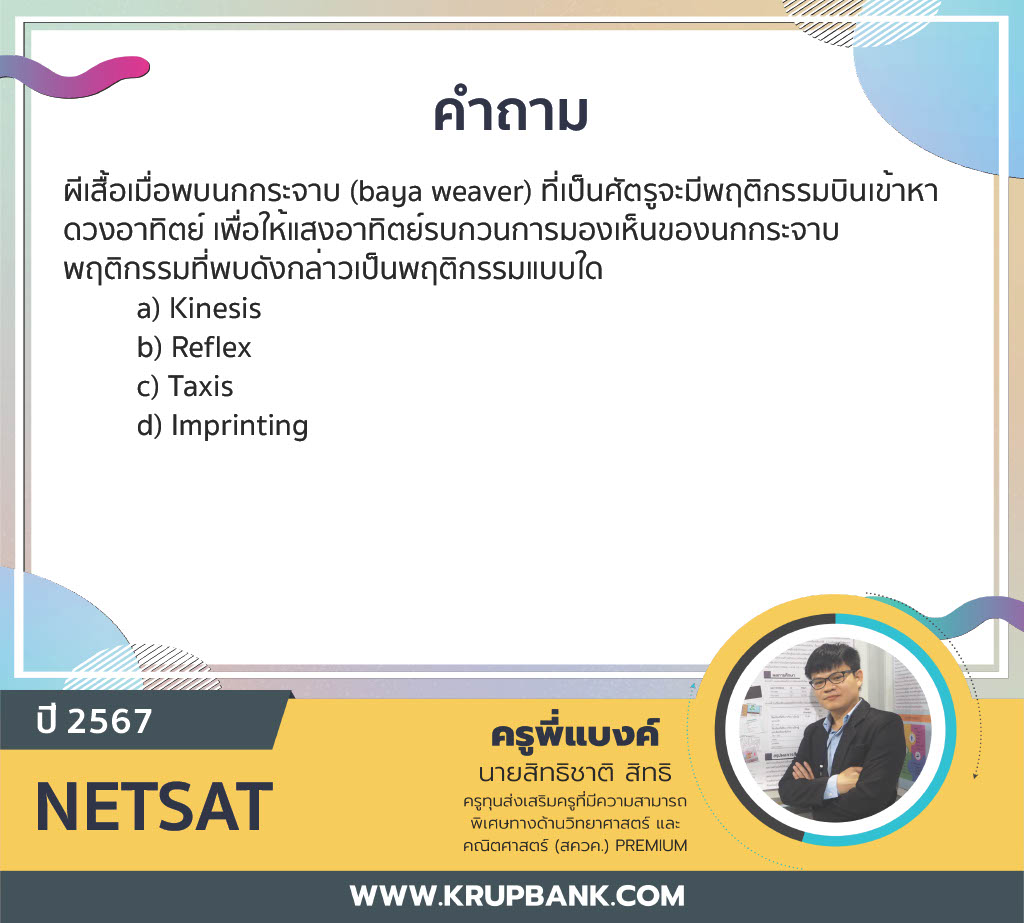 คำถาม
ผีเสื้อเมื่อพบนกกระจาบ (baya weaver) ที่เป็นศัตรูจะมีพฤติกรรมบินเข้าหา
ดวงอาทิตย์ เพื่อให้แสงอาทิตย์รบกวนการมองเห็นของนกกระจาบ
พฤติกรรมที่พบดังกล่าวเป็นพฤติกรรมแบบใด
a) Kinesis
b) Reflex
c) Taxis
d) Imprinting
ปี 2567
NETSAT
ครูพี่แบงค์
นายสิทธิชาติ สิทธิ
ครูทุนส่งเสริมครูที่มีความสามารถ
พิเศษทางด้านวิทยาศาสตร์ และ
คณิตศาสตร์ (สควค.) PREMIUM
WWW.KRUPBANK.COM